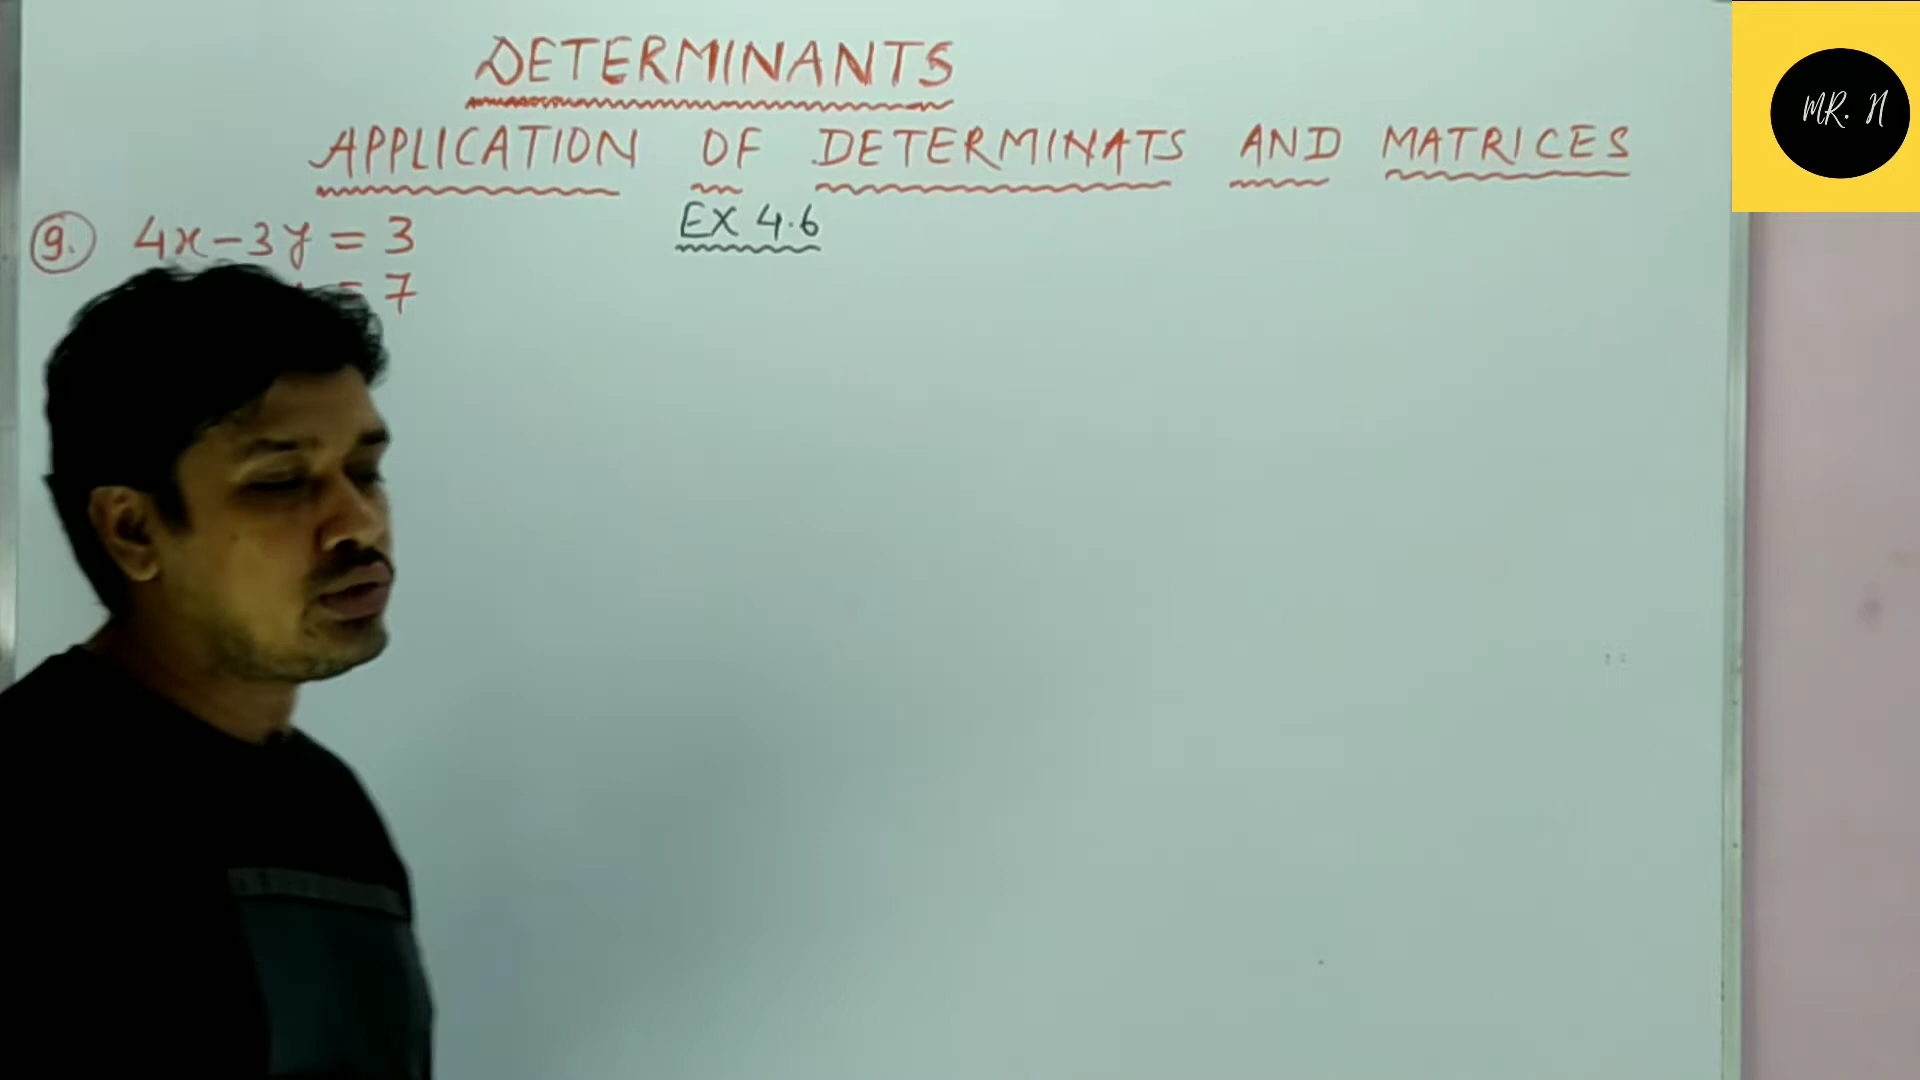 DETERMINANTS
APPLICATION OF DETERMINATS AND MATRICES
EX 4.6
9. 4x-3y = 3
= 7
MR. N